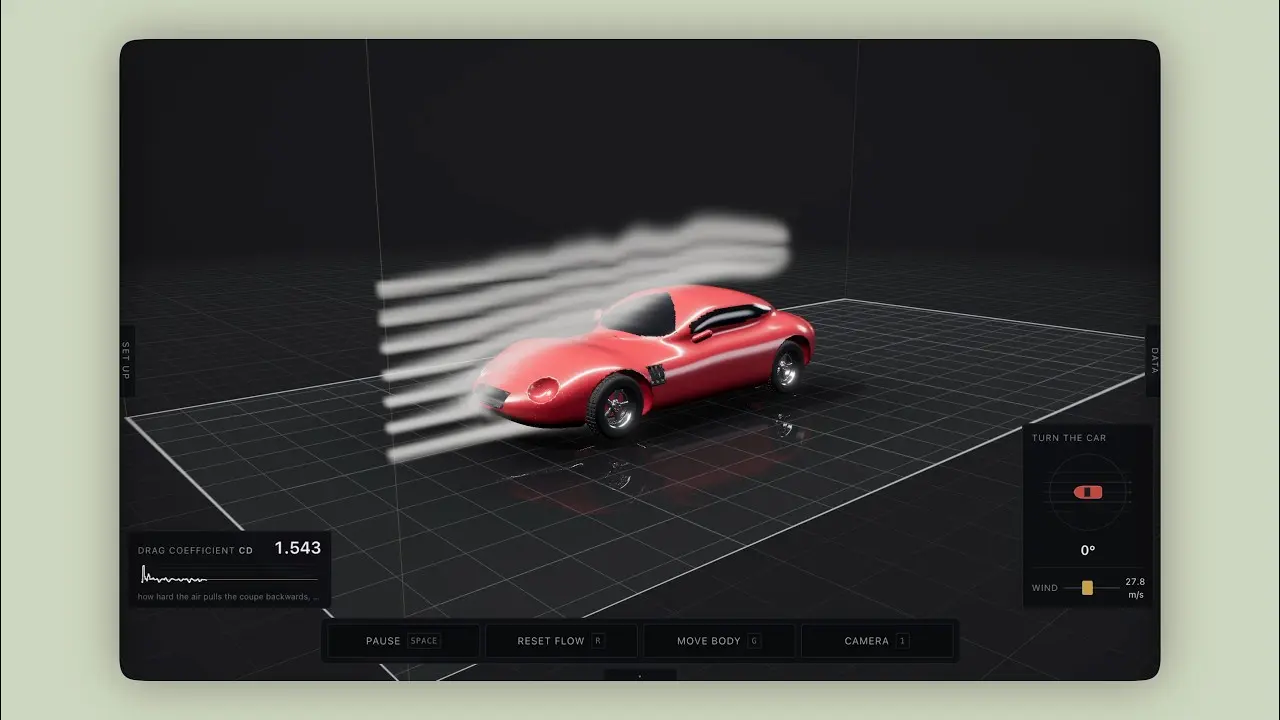 SET UP
DATA
TURN THE CAR
0°
WIND
27.8
m/s
DRAG COEFFICIENT CD 1.543
how hard the air pulls the coupe backwards, ...
PAUSE SPACE
RESET FLOW R
MOVE BODY G
CAMERA 1